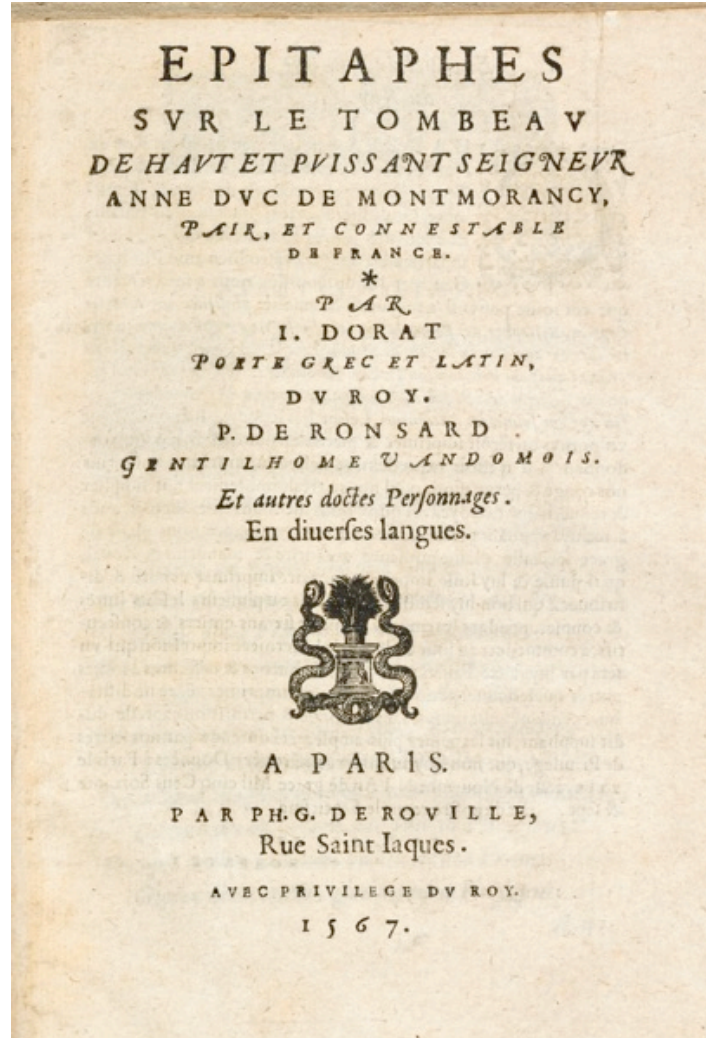 EPITAPHES
SVR LE TOMBEAV
DE HAVT ET PVISSANT SEIGNEVR
ANNE DVC DE MONTMORANCY,
PAIR, ET CONNESTABLE
DE FRANCE.
*
PAR
I. DORAT
POETE GREC ET LATIN,
DV ROY.
P. DE RONSARD.
GENTILHOME VANDOMOIS.
Et autres doctes Perſonnages.
En diuerſes langues.
A PARIS.
PAR PH. G. DE ROVILLE,
Rue Saint Iaques.
AVEC PRIVILEGE DV ROY.
1567.